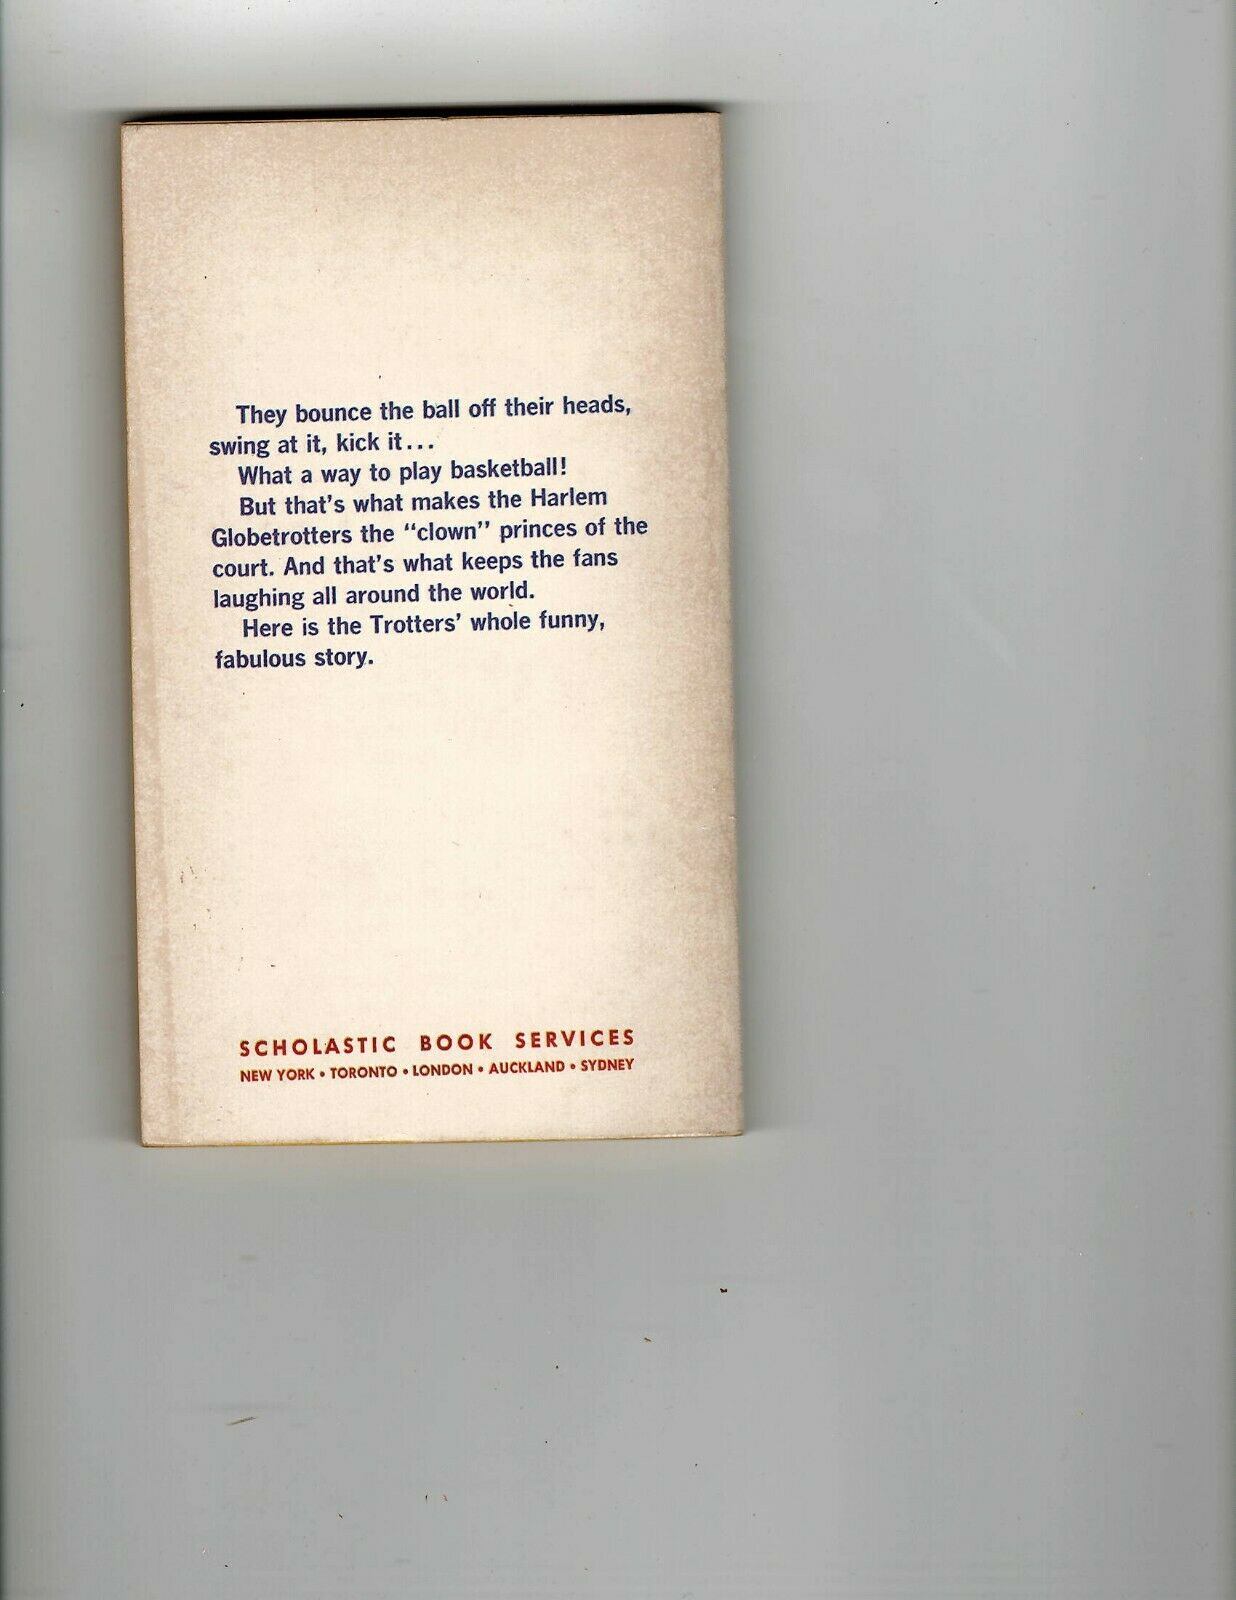 They bounce the ball off their heads,
swing at it, kick it...
What a way to play basketball!
But that's what makes the Harlem
Globetrotters the "clown" princes of the
court. And that's what keeps the fans
laughing all around the world.
Here is the Trotters' whole funny,
fabulous story.
SCHOLASTIC BOOK SERVICES
NEW YORK • TORONTO • LONDON • AUCKLAND • SYDNEY